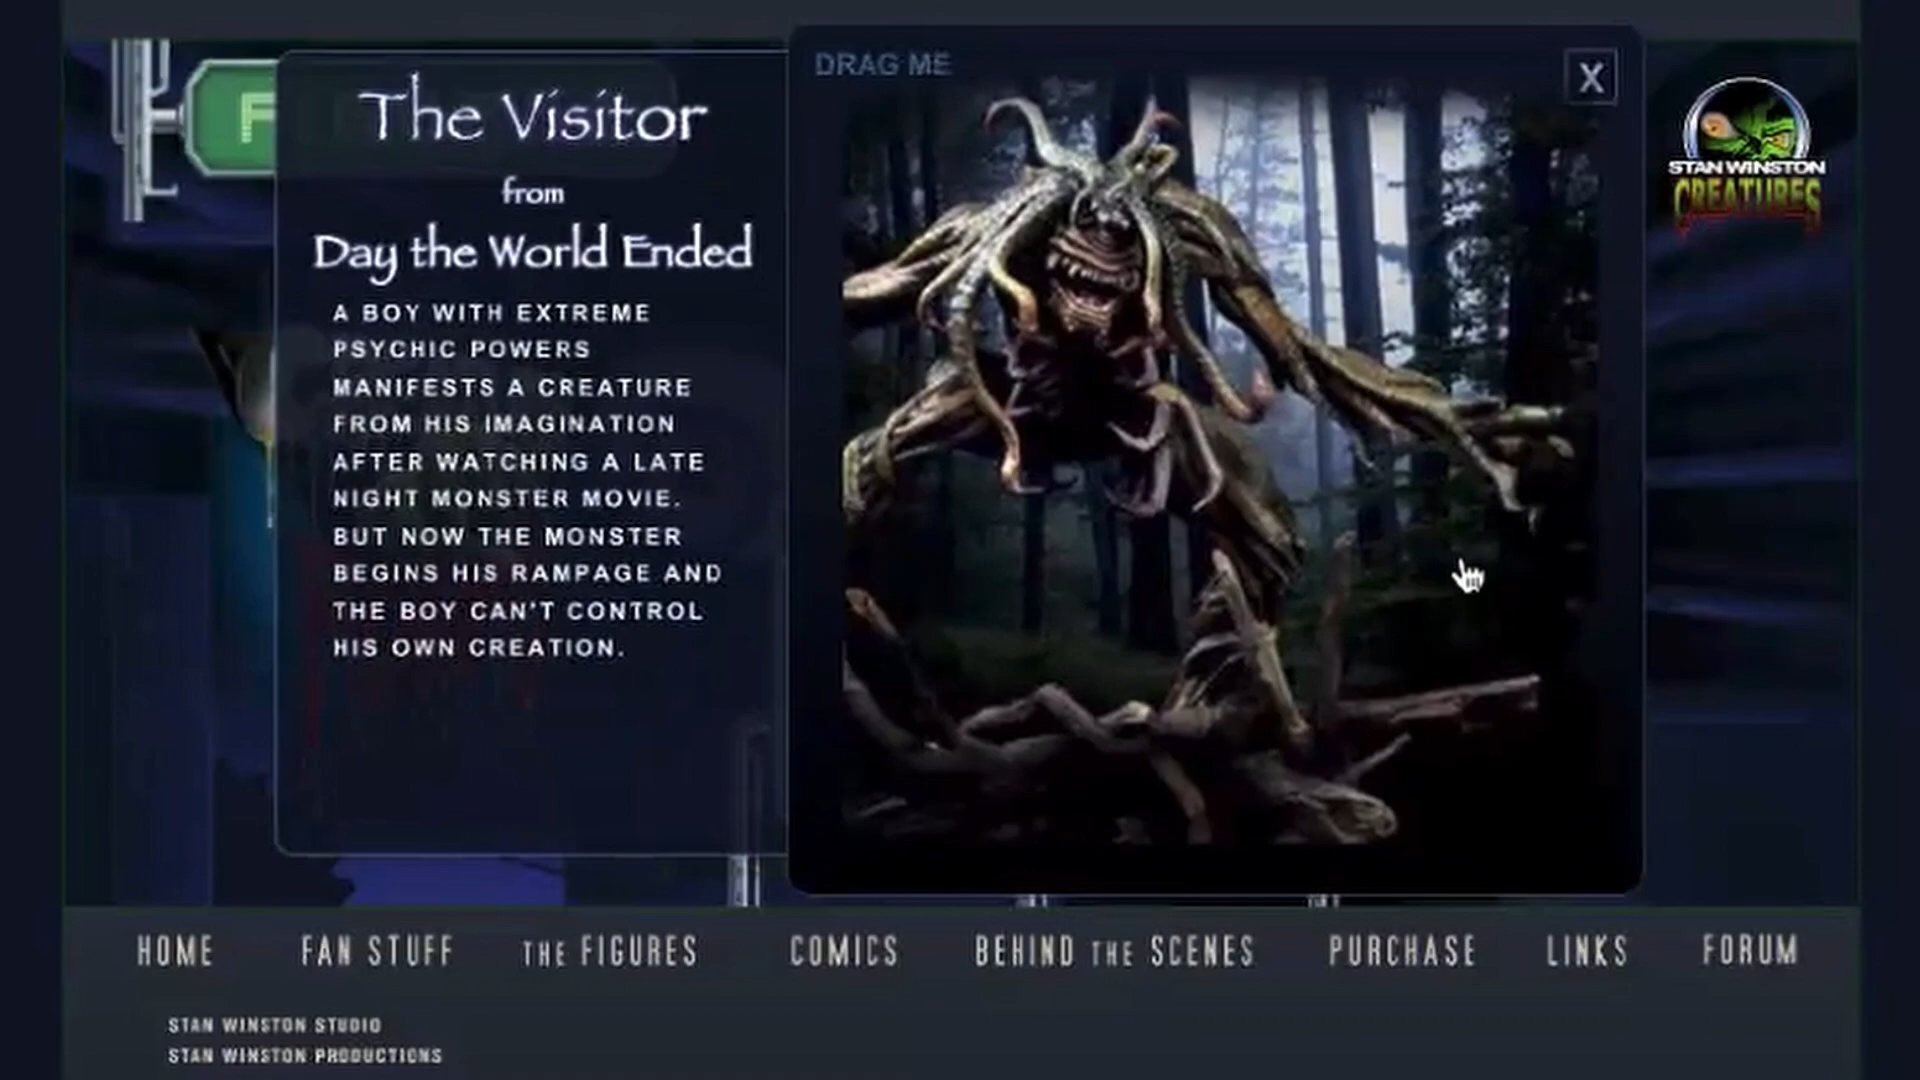 F
The Visitor
from
Day the World Ended
A BOY WITH EXTREME
PSYCHIC POWERS
MANIFESTS A CREATURE
FROM HIS IMAGINATION
AFTER WATCHING A LATE
NIGHT MONSTER MOVIE.
BUT NOW THE MONSTER
BEGINS HIS RAMPAGE AND
THE BOY CAN'T CONTROL
HIS OWN CREATION.
DRAG ME
X
STAN WINSTON
CREATURES
HOME FAN STUFF THE FIGURES COMICS BEHIND THE SCENES PURCHASE LINKS FORUM
STAN WINSTON STUDIO
STAN WINSTON PRODUCTIONS